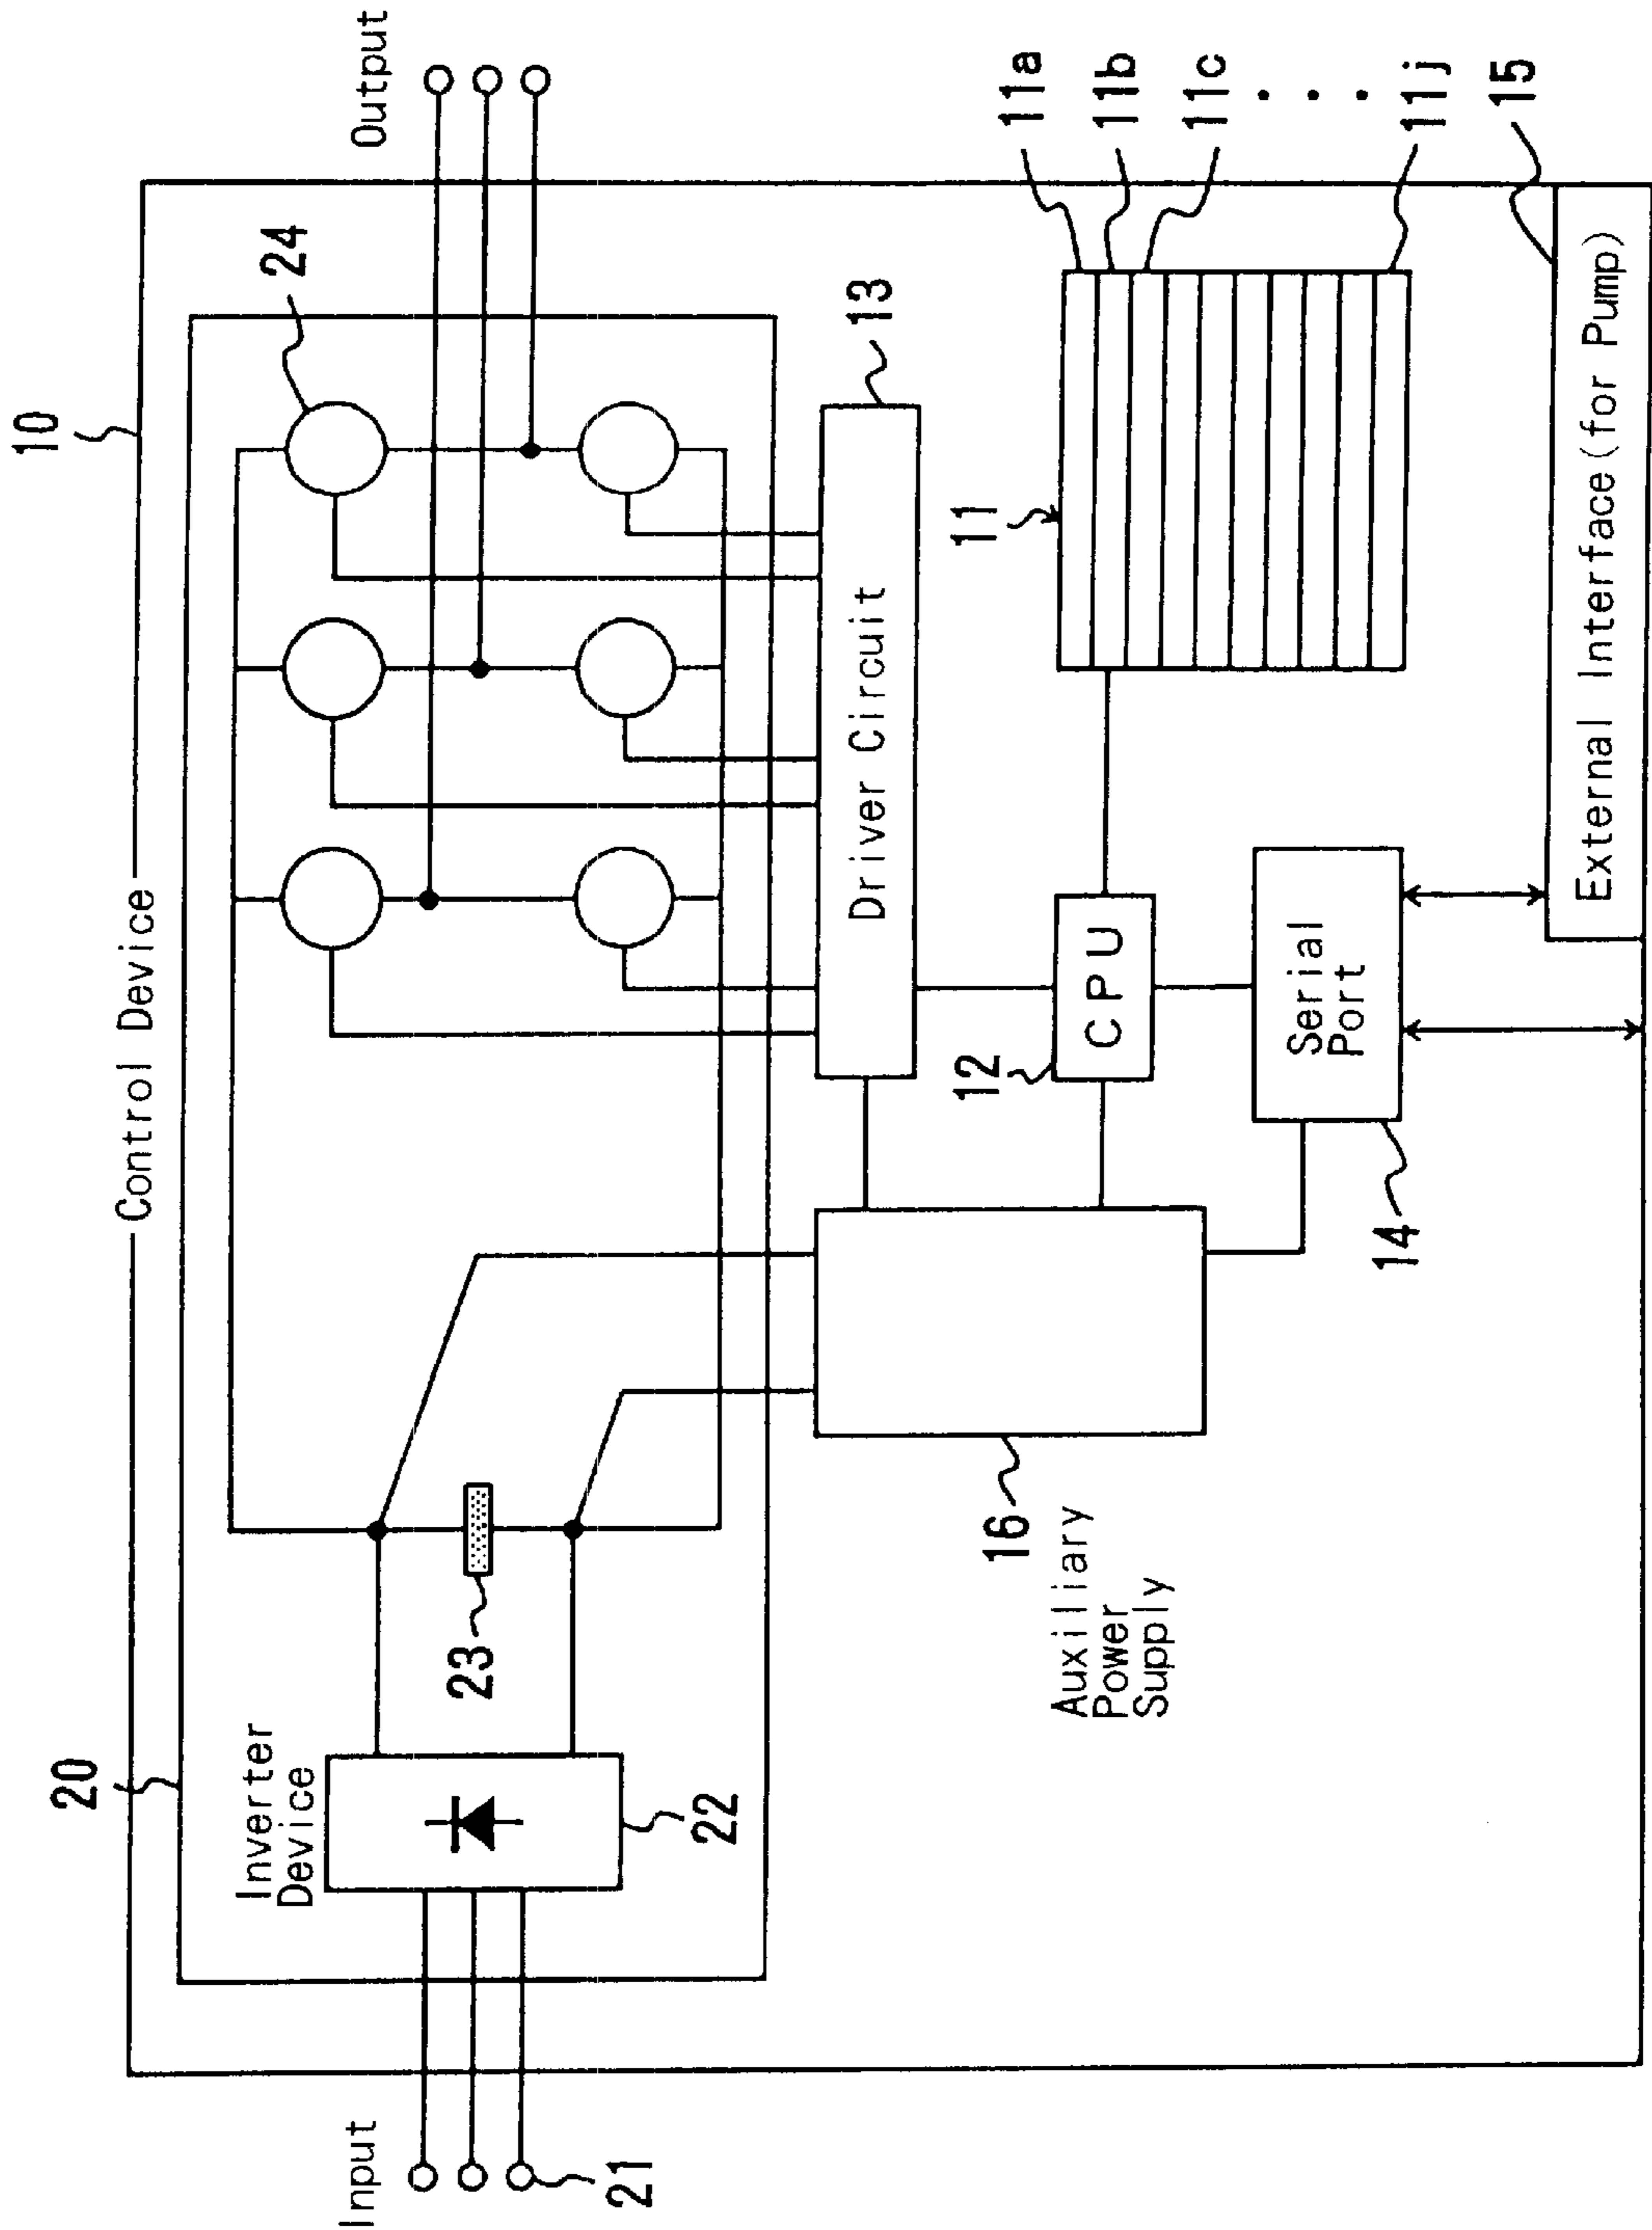 10
Control Device
20
Inverter
Device
24
Output
Input
21
22
23
13
Driver Circuit
16
Auxiliary
Power
Supply
12
CPU
11
11a
11b
11c
11j
Serial
Port
14
15
External Interface(for Pump)